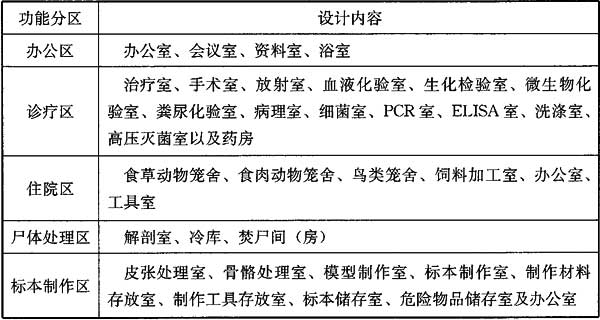 功能分区 设计内容
办公区 办公室、会议室、资料室、浴室
治疗室、手术室、放射室、血液化验室、生化检验室、微生物化
诊疗区 验室、粪尿化验室、病理室、细菌室、PCR 室、ELISA 室、洗涤室、
高压灭菌室以及药房
食草动物笼舍、食肉动物笼舍、鸟类笼舍、饲料加工室、办公室、
住院区
工具室
尸体处理区 解剖室、冷库、焚尸间（房）
皮张处理室、骨骼处理室、模型制作室、标本制作室、制作材料
标本制作区
存放室、制作工具存放室、标本储存室、危险物品储存室及办公室